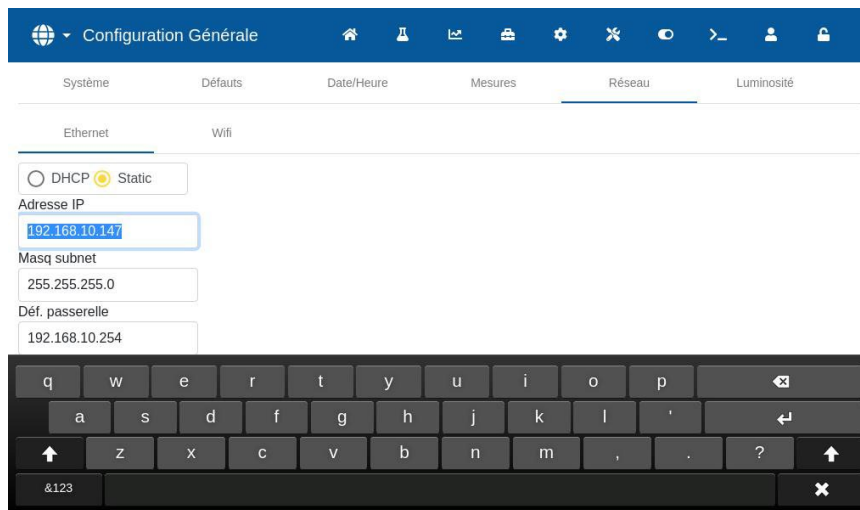 Configuration Générale
Système Défauts Date/Heure Mesures Réseau Luminosité
Ethernet Wifi
DHCP Static
Adresse IP
192.168.10.147
Masq subnet
255.255.255.0
Déf. passerelle
192.168.10.254
q w e r t y u i o p
a s d f g h j k l '
z x c v b n m , . ?
&123